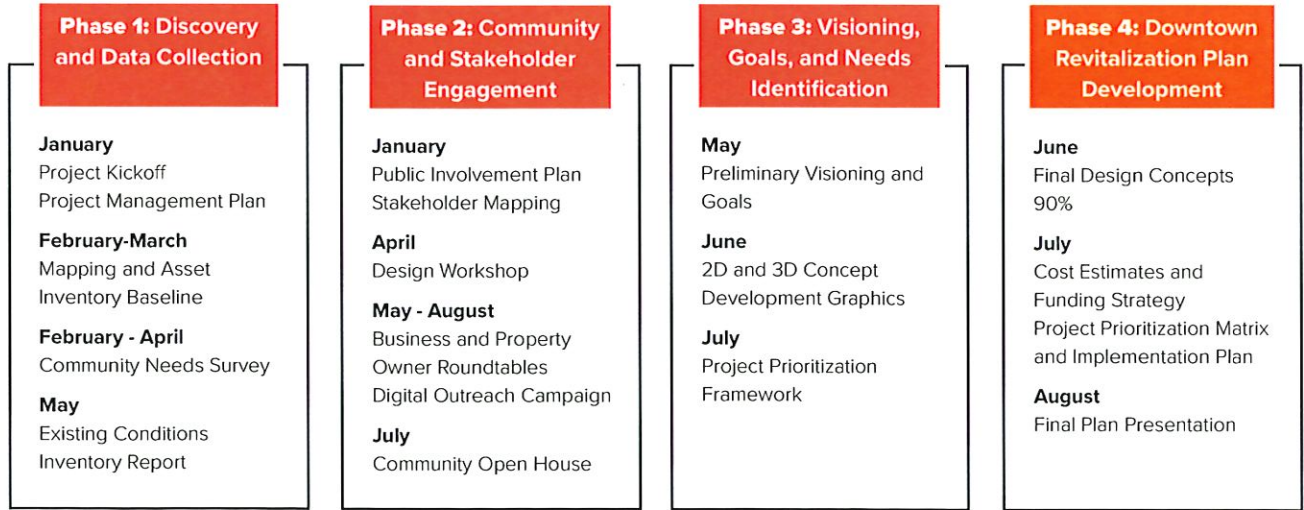 Phase 1: Discovery
and Data Collection
January
Project Kickoff
Project Management Plan
February-March
Mapping and Asset
Inventory Baseline
February - April
Community Needs Survey
May
Existing Conditions
Inventory Report
Phase 2: Community
and Stakeholder
Engagement
January
Public Involvement Plan
Stakeholder Mapping
April
Design Workshop
May - August
Business and Property
Owner Roundtables
Digital Outreach Campaign
July
Community Open House
Phase 3: Visioning,
Goals, and Needs
Identification
May
Preliminary Visioning and
Goals
June
2D and 3D Concept
Development Graphics
July
Project Prioritization
Framework
Phase 4: Downtown
Revitalization Plan
Development
June
Final Design Concepts
90%
July
Cost Estimates and
Funding Strategy
Project Prioritization Matrix
and Implementation Plan
August
Final Plan Presentation